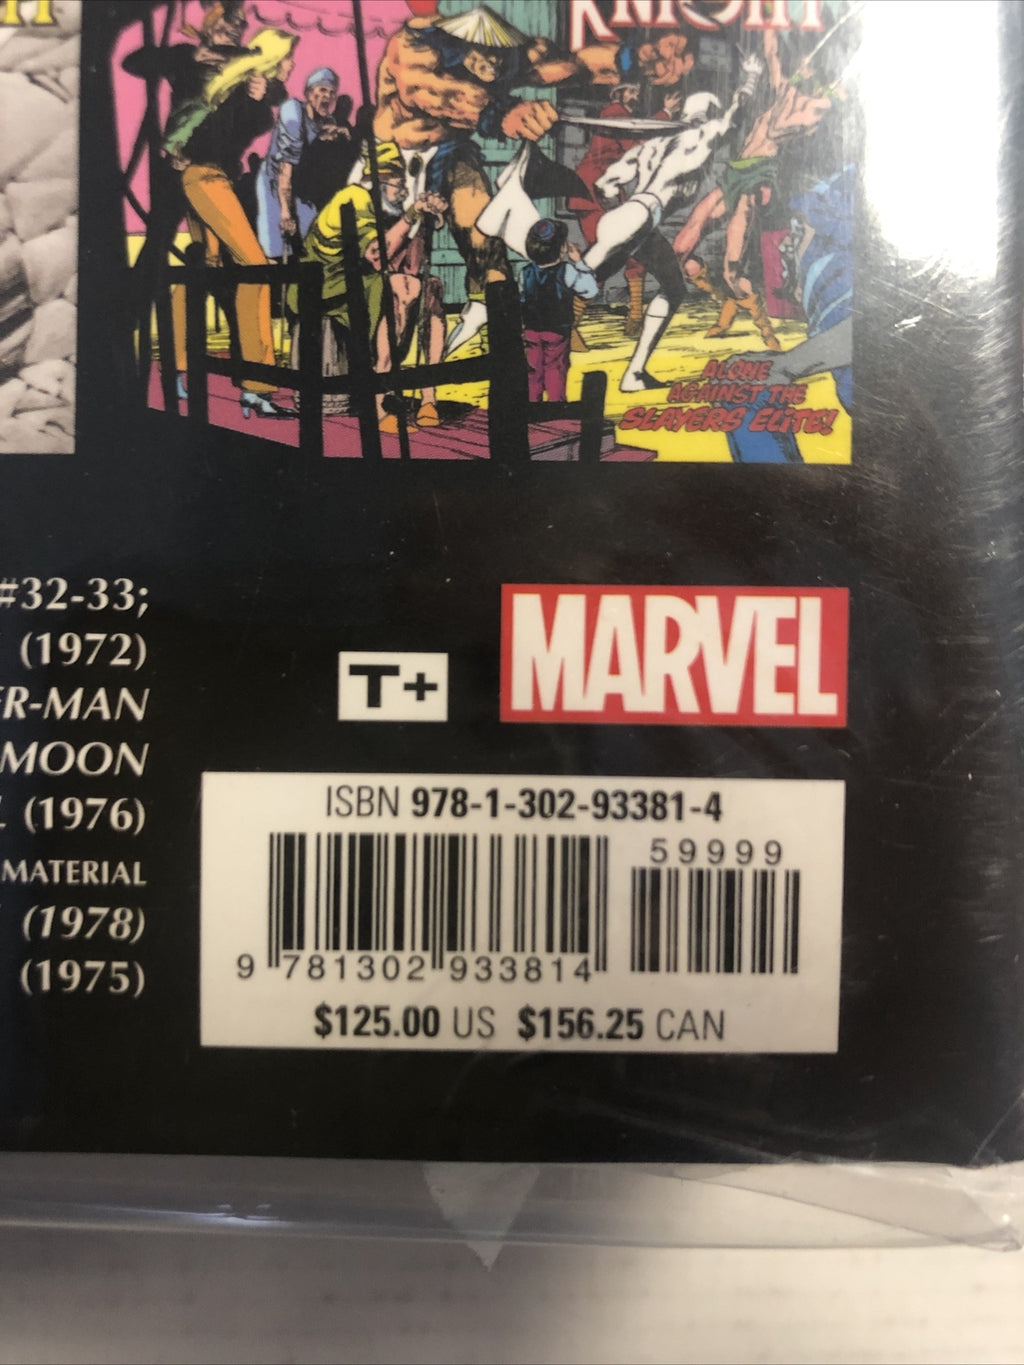 KNIGHT
ALONE
AGAINST THE
SLAYERS ELITE!
#32-33;
(1972)
ER-MAN
MOON
(1976)
MATERIAL
(1978)
(1975)
T+
MARVEL
ISBN 978-1-302-93381-4
59999
9 781302 933814
$125.00 US $156.25 CAN